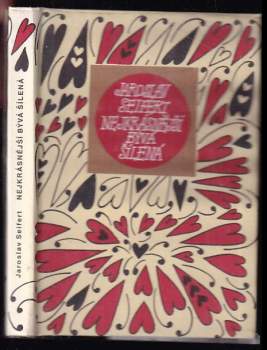 JAROSLAV
SEIFERT
NEJKRÁSNĚJŠÍ
BÝVÁ
ŠÍLENÁ
Jaroslav Seifert NEJKRÁSNĚJŠÍ BÝVÁ ŠÍLENÁ